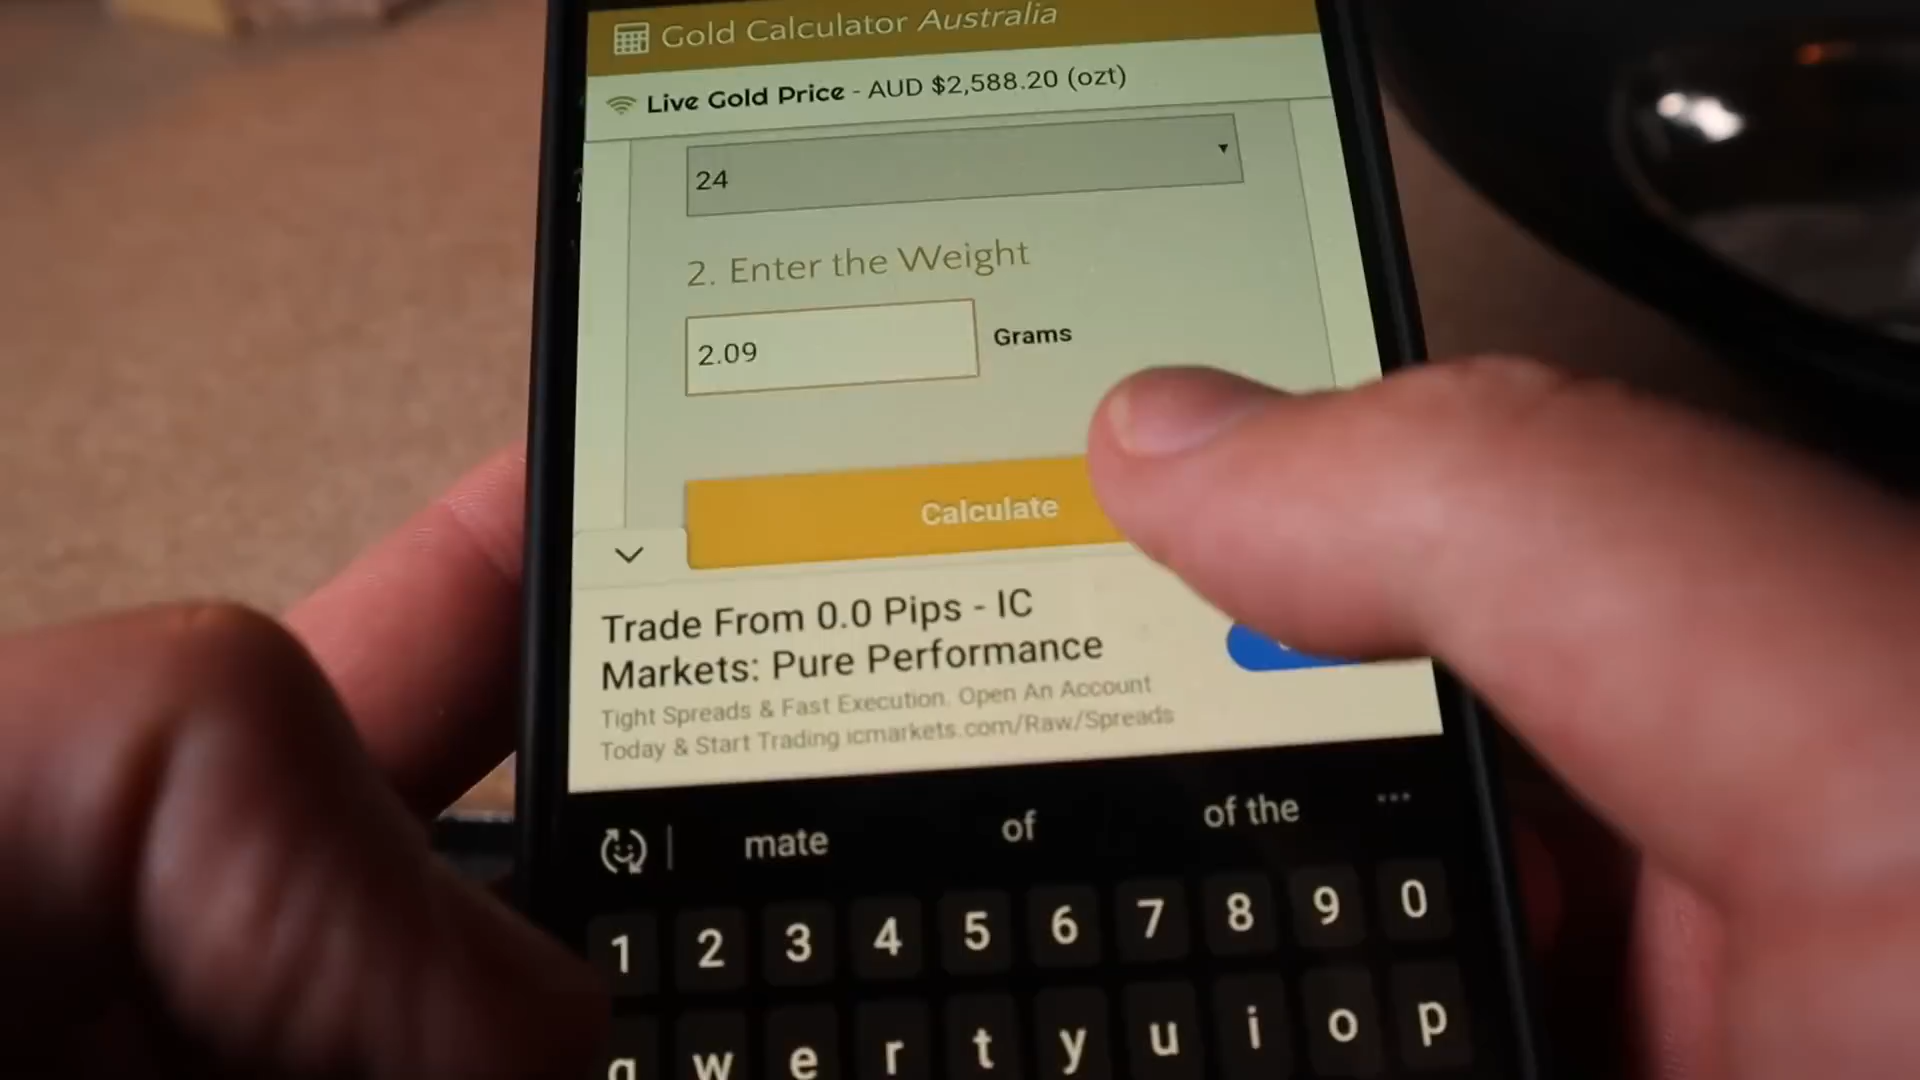 Gold Calculator Australia
Live Gold Price - AUD $2,588.20 (ozt)
24
2. Enter the Weight
2.09 Grams
Calculate
Trade From 0.0 Pips - IC
Markets: Pure Performance
Tight Spreads & Fast Execution. Open An Account
Today & Start Trading icmarkets.com/Raw/Spreads
mate of of the ...
1 2 3 4 5 6 7 8 9 0
q w e r t y u i o p